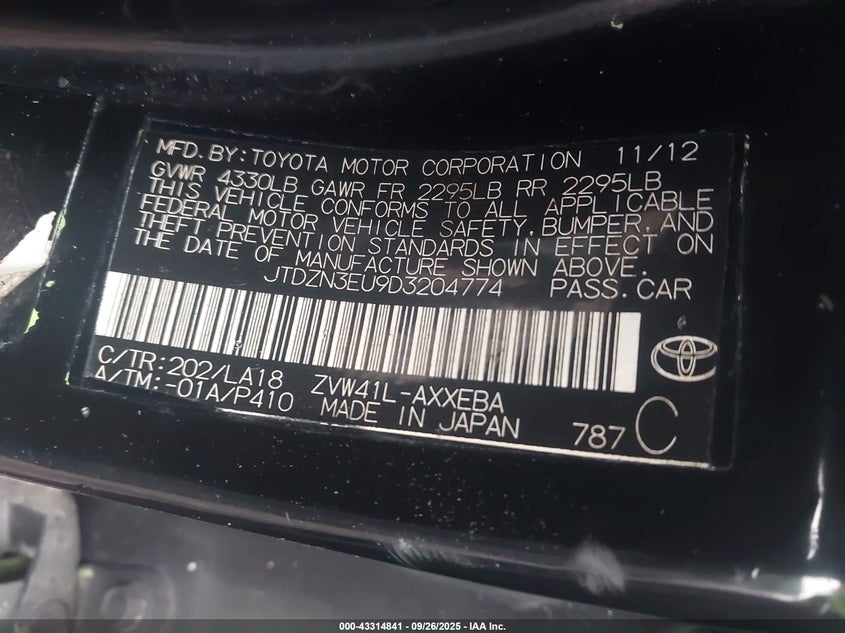 MFD.BY:TOYOTA MOTOR CORPORATION 11/12
GVWR 4330LB GAWR FR 2295LB RR 2295LB
THIS VEHICLE CONFORMS TO ALL APPLICABLE
FEDERAL MOTOR VEHICLE SAFETY,BUMPER,AND
THEFT PREVENTION STANDARDS IN EFFECT ON
THE DATE OF MANUFACTURE SHOWN ABOVE.
JTDZN3EU9D3204774 PASS.CAR
C/TR:202/LA18 ZVW41L-AXXEBA
A/TM:-01A/P410 MADE IN JAPAN 787 C
000-43314841 - 09/26/2025 - IAA Inc.